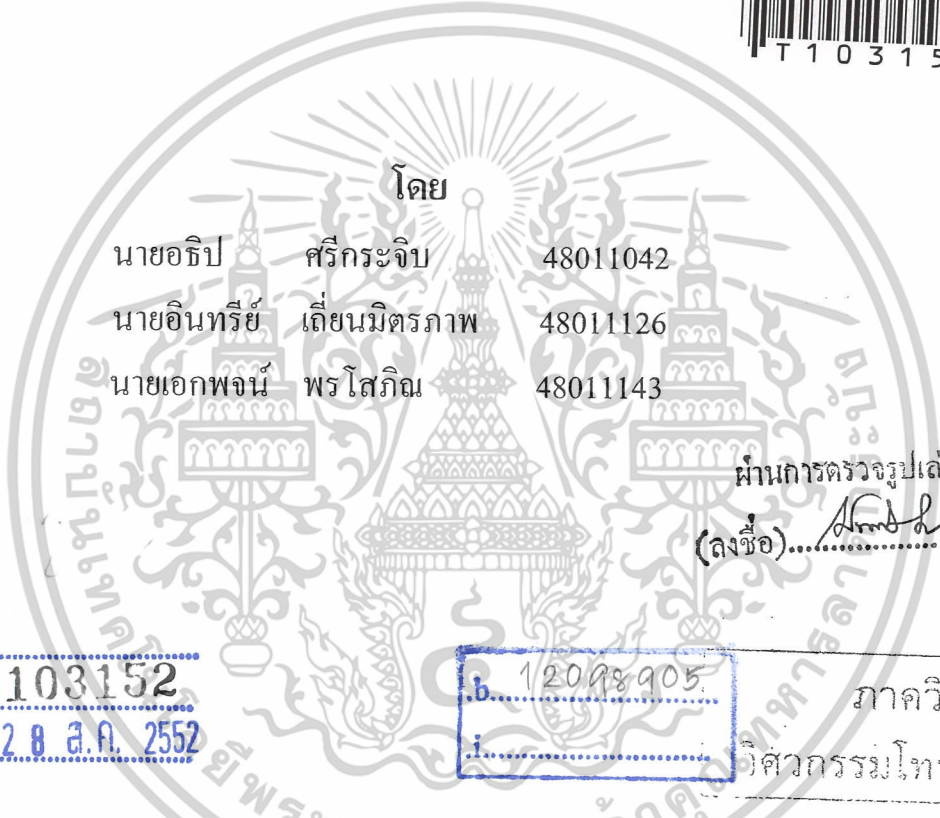 T 1 0 3 1 5
โดย
นายอธิป ศรีกระจิบ 48011042
นายอินทรีย์ เถี่ยนมิตรภาพ 48011126
นายเอกพจน์ พรโสภิณ 48011143
ผ่านการตรวจรูปเล่
(ลงชื่อ)
103152
28 ส.ค. 2552
b. 12098905
i.
ภาควิ
วิศวกรรมโท